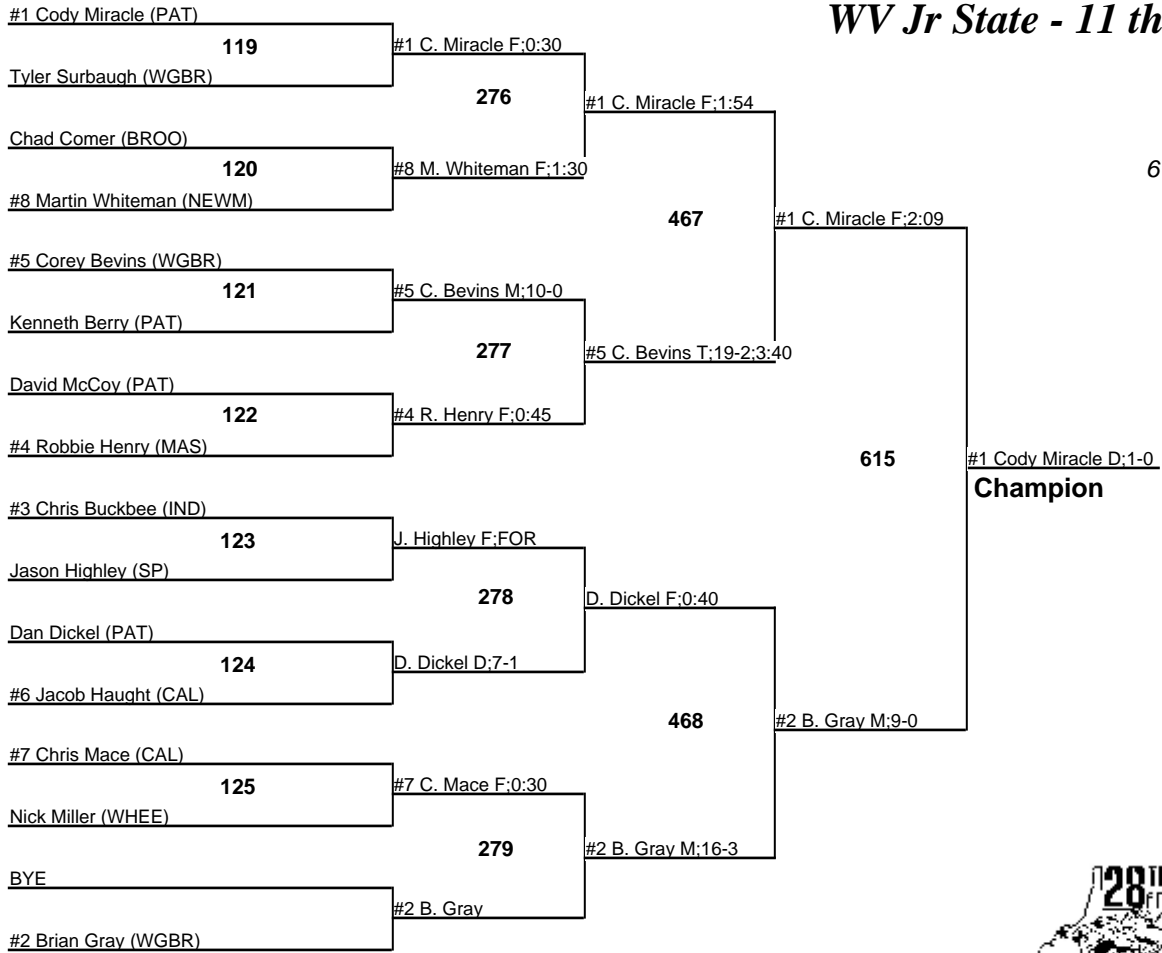 #1 Cody Miracle (PAT)
WV Jr State - 11 th
119
#1 C. Miracle F;0:30
Tyler Surbaugh (WGBR)
276
#1 C. Miracle F;1:54
Chad Comer (BROO)
120
#8 M. Whiteman F;1:30
6
#8 Martin Whiteman (NEWM)
467
#1 C. Miracle F;2:09
#5 Corey Bevins (WGBR)
121
#5 C. Bevins M;10-0
Kenneth Berry (PAT)
277
#5 C. Bevins T;19-2;3:40
David McCoy (PAT)
122
#4 R. Henry F;0:45
#4 Robbie Henry (MAS)
615
#1 Cody Miracle D;1-0
Champion
#3 Chris Buckbee (IND)
123
J. Highley F;FOR
Jason Highley (SP)
278
D. Dickel F;0:40
Dan Dickel (PAT)
124
D. Dickel D;7-1
#6 Jacob Haught (CAL)
468
#2 B. Gray M;9-0
#7 Chris Mace (CAL)
125
#7 C. Mace F;0:30
Nick Miller (WHEE)
279
#2 B. Gray M;16-3
BYE
#2 B. Gray
#2 Brian Gray (WGBR)
28